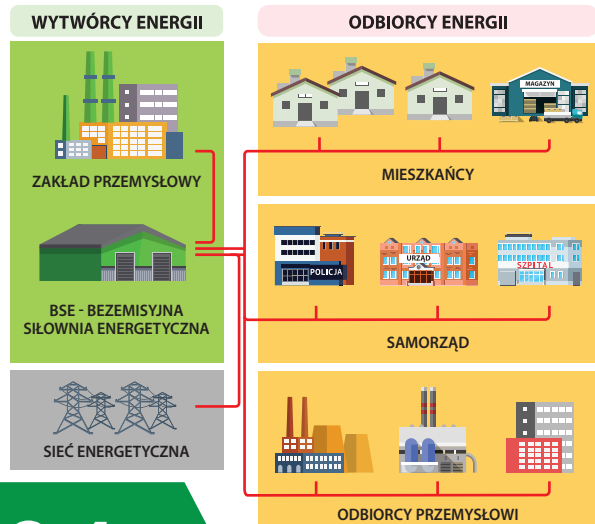 WYTWÓRCY ENERGII
ODBIORCY ENERGII
MAGAZYN
ZAKŁAD PRZEMYSŁOWY
MIESZKAŃCY
POLICJA
URZĄD
SZPITAL
BSE - BEZEMISYJNA
SIŁOWNIA ENERGETYCZNA
SAMORZĄD
SIEĆ ENERGETYCZNA
ODBIORCY PRZEMYSŁOWI